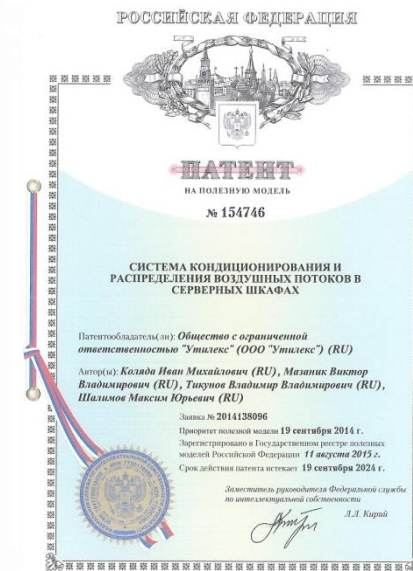 РОССИЙСКАЯ ФЕДЕРАЦИЯ
ПАТЕНТ
НА ПОЛЕЗНУЮ МОДЕЛЬ
№ 154746
СИСТЕМА КОНДИЦИОНИРОВАНИЯ И
РАСПРЕДЕЛЕНИЯ ВОЗДУШНЫХ ПОТОКОВ В
СЕРВЕРНЫХ ШКАФАХ
Патентообладатель(ли): Общество с ограниченной
ответственностью "Утилекс" (ООО "Утилекс") (RU)
Автор(ы): Коляда Иван Михайлович (RU), Мазаник Виктор
Владимирович (RU), Тикунов Владимир Владимирович (RU),
Шалимов Максим Юрьевич (RU)
Заявка № 2014138096
Приоритет полезной модели 19 сентября 2014 г.
Зарегистрировано в Государственном реестре полезных
моделей Российской Федерации 11 августа 2015 г.
Срок действия патента истекает 19 сентября 2024 г.
Заместитель руководителя Федеральной службы
по интеллектуальной собственности
Л.Л. Кирий